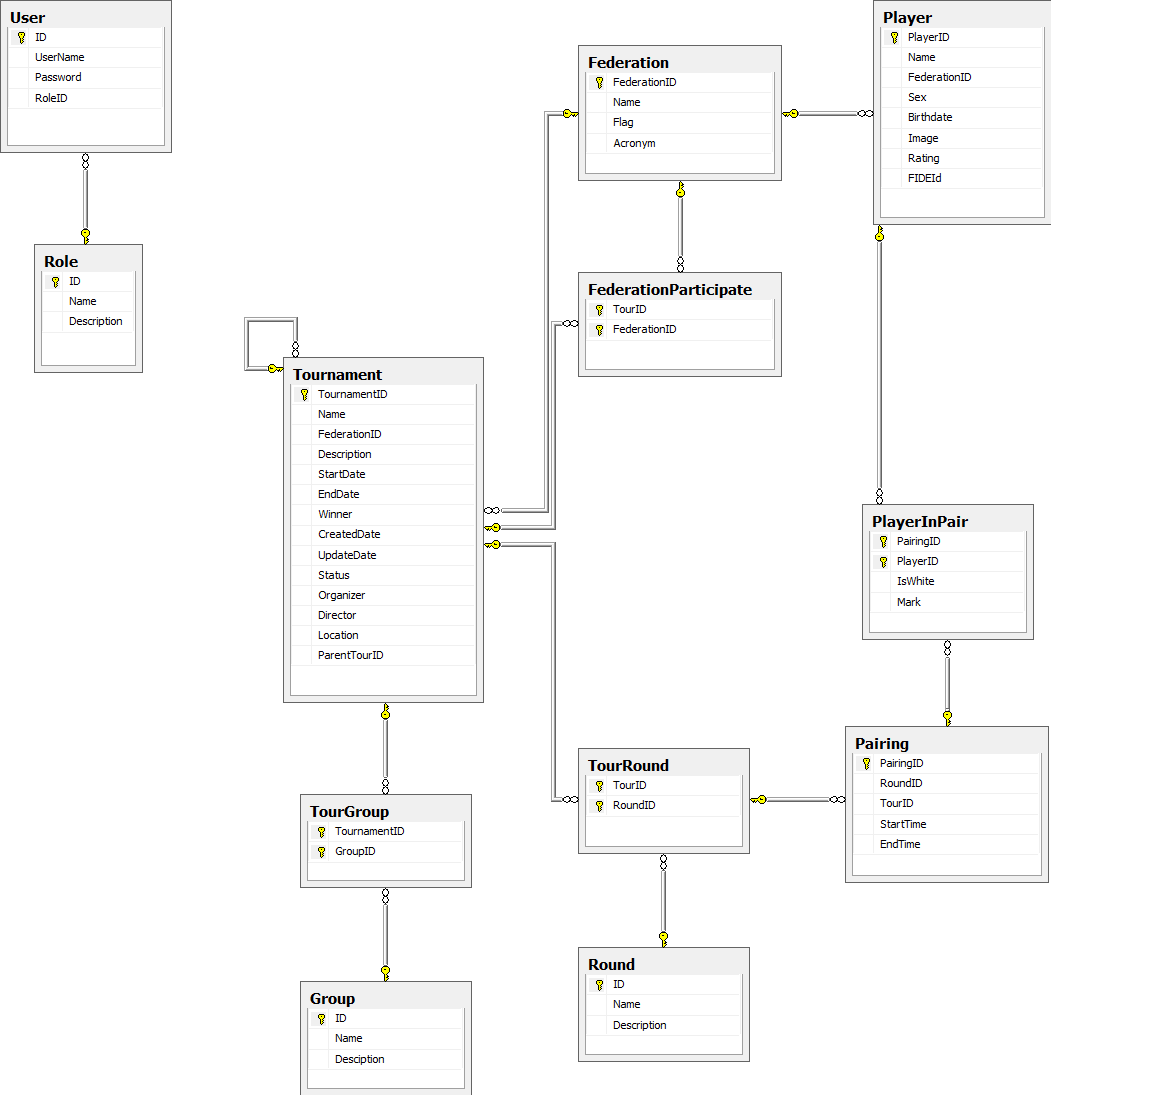 User
ID
UserName
Password
RoleID
Role
ID
Name
Description
Federation
FederationID
Name
Flag
Acronym
Player
PlayerID
Name
FederationID
Sex
Birthdate
Image
Rating
FIDEId
FederationParticipate
TourID
FederationID
Tournament
TournamentID
Name
FederationID
Description
StartDate
EndDate
Winner
CreatedDate
UpdateDate
Status
Organizer
Director
Location
ParentTourID
PlayerInPair
PairingID
PlayerID
IsWhite
Mark
TourRound
TourID
RoundID
Pairing
PairingID
RoundID
TourID
StartTime
EndTime
TourGroup
TournamentID
GroupID
Round
ID
Name
Description
Group
ID
Name
Desciption